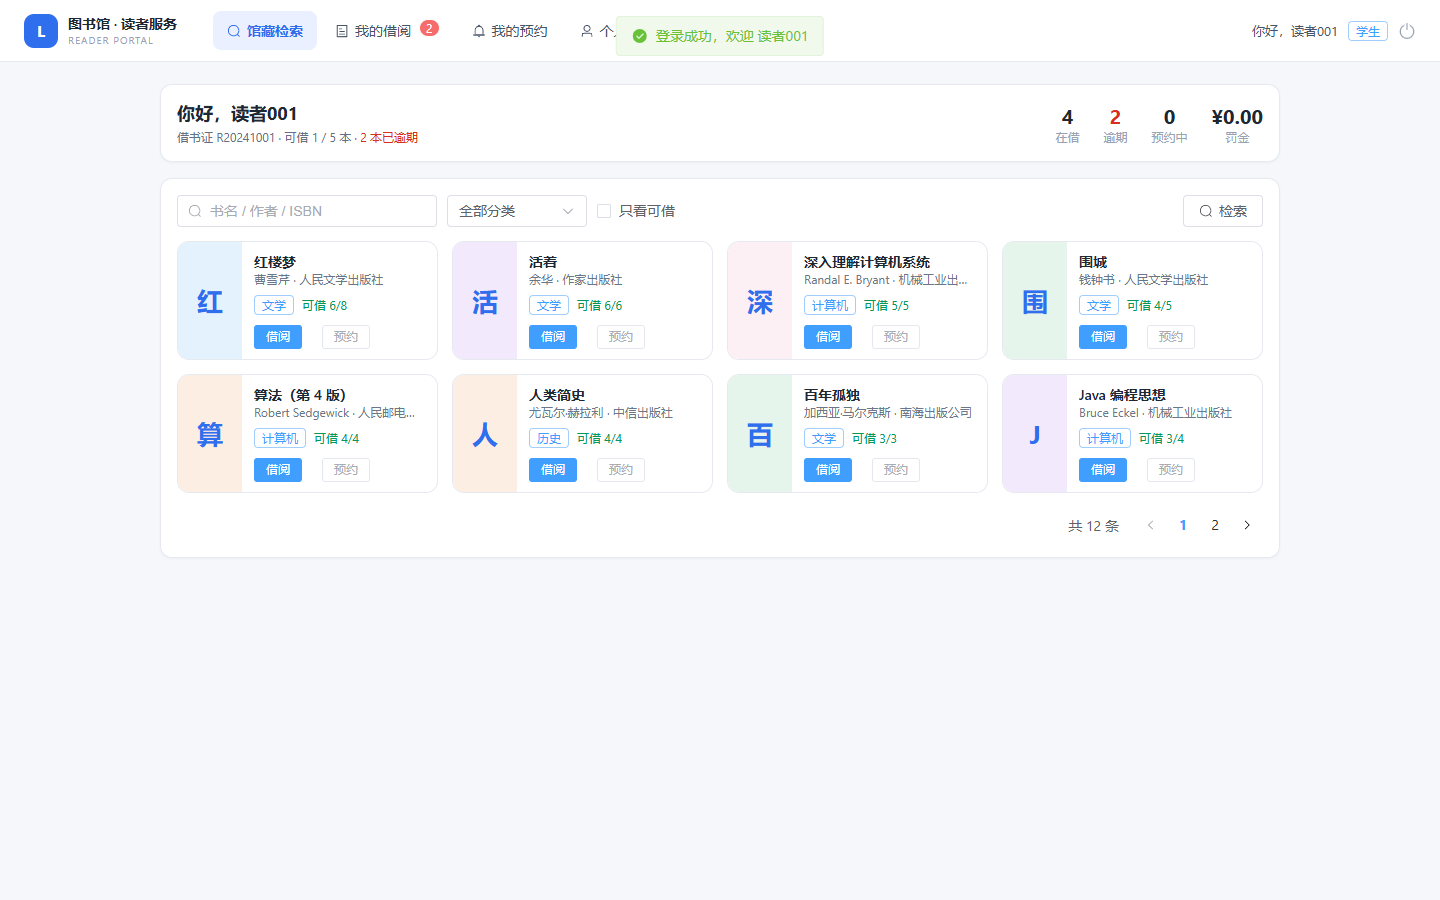 L
图书馆 · 读者服务
READER PORTAL
馆藏检索
我的借阅 2
我的预约
登录成功，欢迎 读者001
你好，读者001 学生
你好，读者001
借书证 R20241001 · 可借 1 / 5 本 · 2 本已逾期
4 2 0 ¥0.00
在借 逾期 预约中 罚金
书名 / 作者 / ISBN 全部分类 只看可借 检索
红
红楼梦
曹雪芹 · 人民文学出版社
文学 可借 6/8
借阅 预约
活
活着
余华 · 作家出版社
文学 可借 6/6
借阅 预约
深
深入理解计算机系统
Randal E. Bryant · 机械工业出...
计算机 可借 5/5
借阅 预约
围
围城
钱钟书 · 人民文学出版社
文学 可借 4/5
借阅 预约
算
算法（第 4 版）
Robert Sedgewick · 人民邮电...
计算机 可借 4/4
借阅 预约
人
人类简史
尤瓦尔·赫拉利 · 中信出版社
历史 可借 4/4
借阅 预约
百
百年孤独
加西亚·马尔克斯 · 南海出版公司
文学 可借 3/3
借阅 预约
J
Java 编程思想
Bruce Eckel · 机械工业出版社
计算机 可借 3/4
借阅 预约
共 12 条 1 2